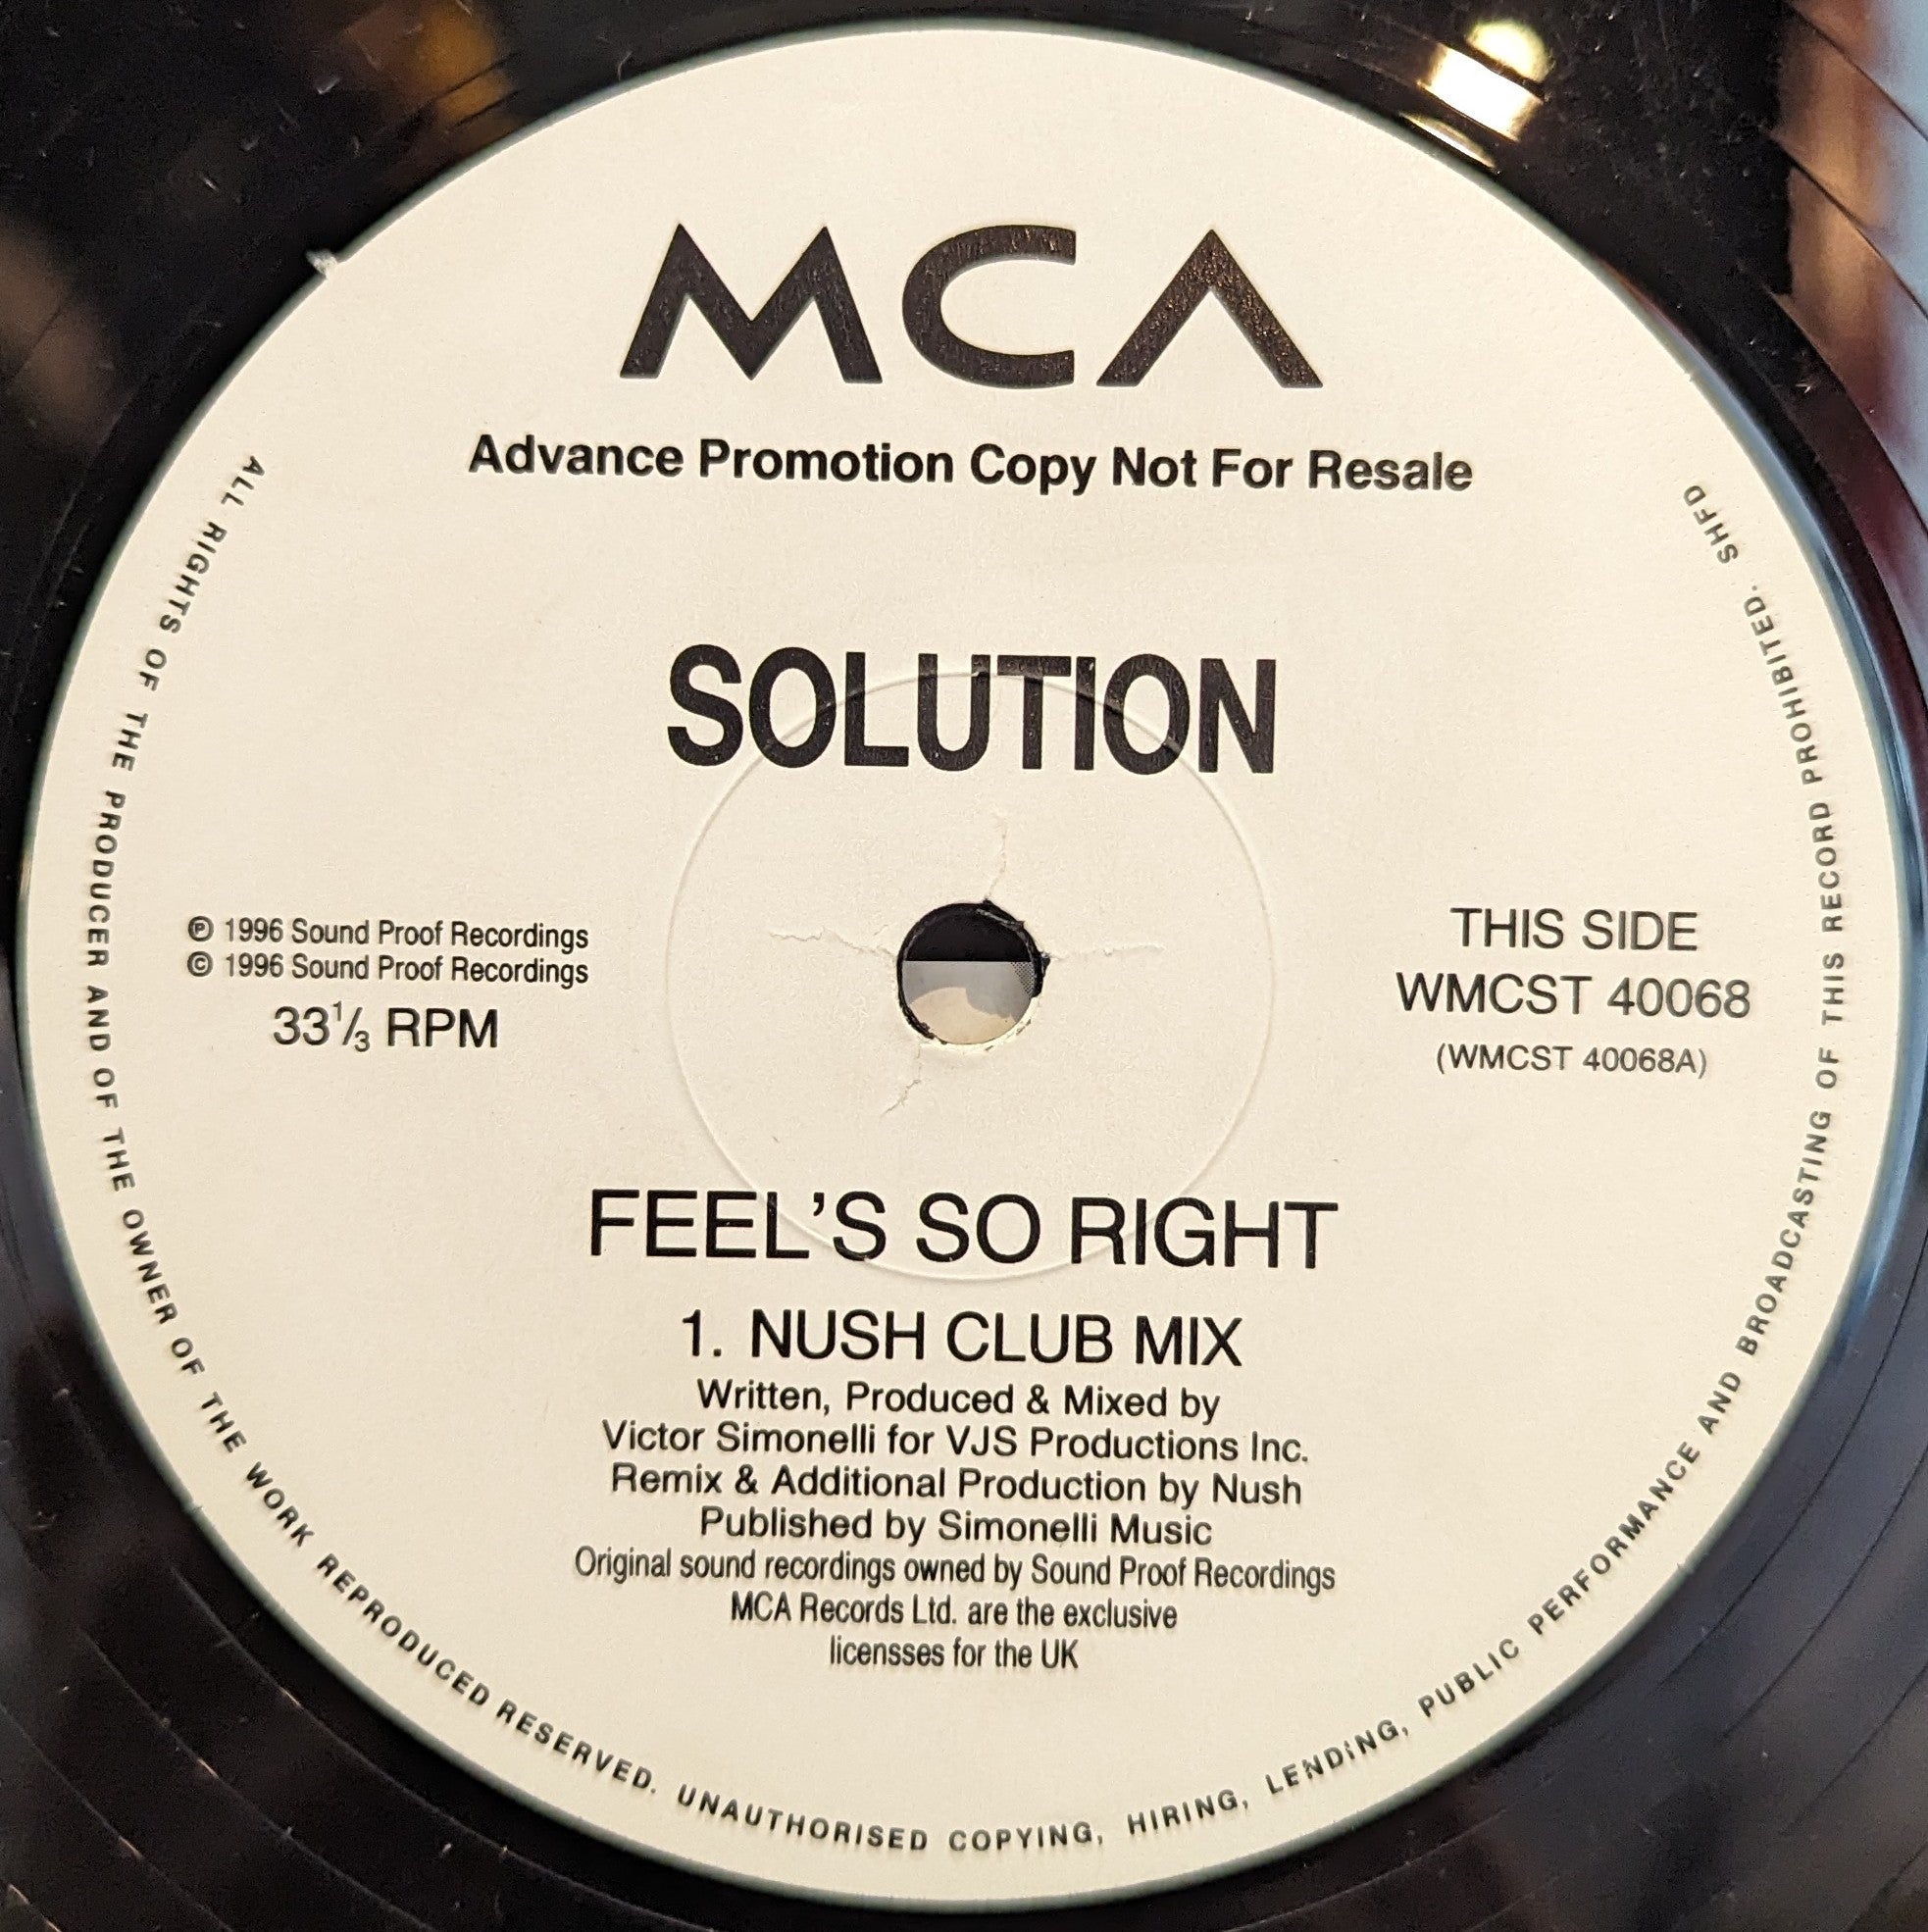 MCA
Advance Promotion Copy Not For Resale
SOLUTION
℗ 1996 Sound Proof Recordings
© 1996 Sound Proof Recordings
33⅓ RPM
THIS SIDE
WMCST 40068
(WMCST 40068A)
FEEL'S SO RIGHT
1. NUSH CLUB MIX
Written, Produced & Mixed by
Victor Simonelli for VJS Productions Inc.
Remix & Additional Production by Nush
Published by Simonelli Music
Original sound recordings owned by Sound Proof Recordings
MCA Records Ltd. are the exclusive
licensses for the UK
ALL RIGHTS OF THE PRODUCER AND OF THE OWNER OF THE WORK REPRODUCED RESERVED. UNAUTHORISED COPYING, HIRING, LENDING, PUBLIC PERFORMANCE AND BROADCASTING OF THIS RECORD PROHIBITED. SHFD